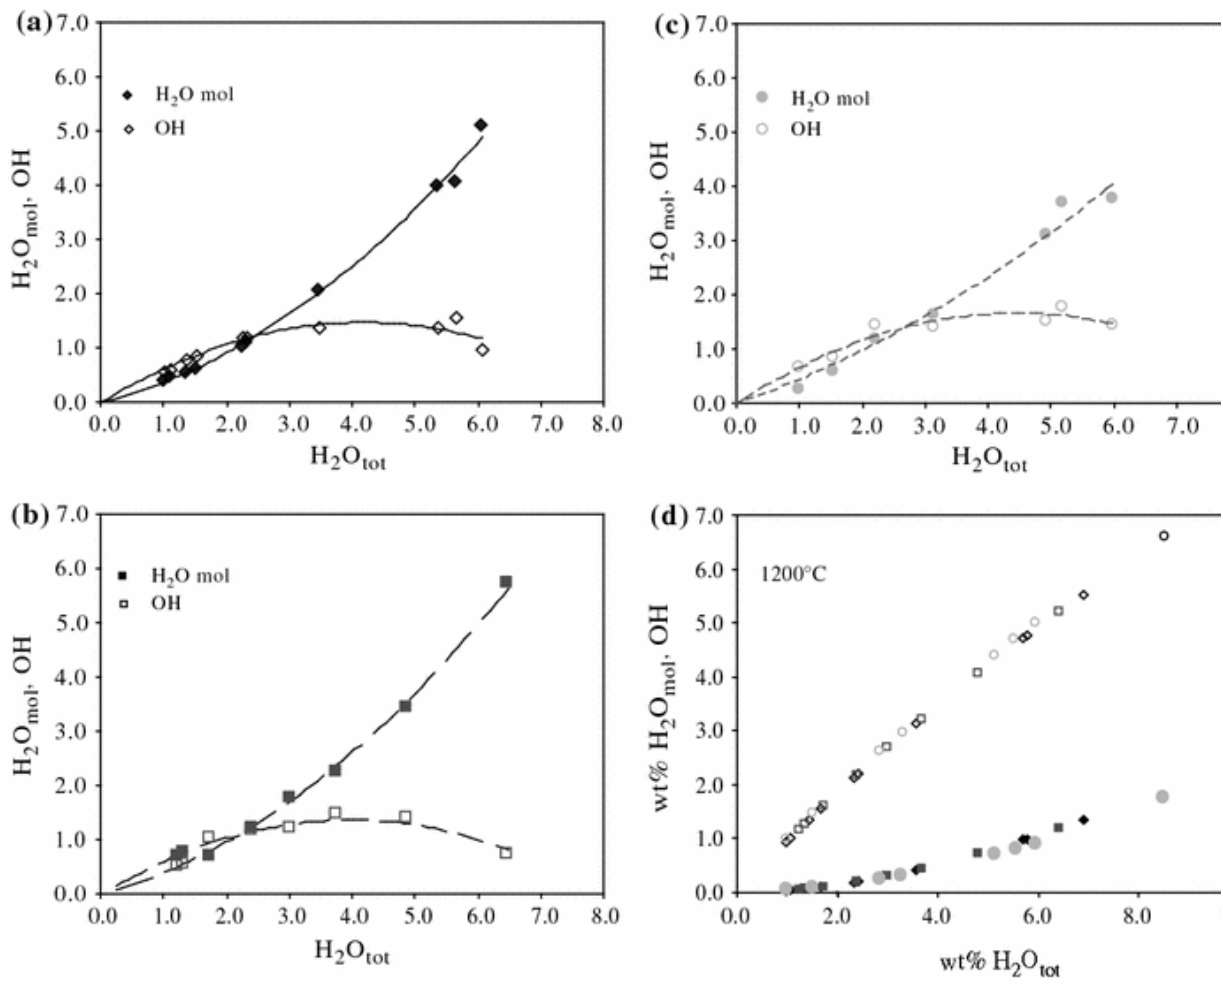 (a)
7.0
6.0
5.0
4.0
3.0
2.0
1.0
0.0
H₂O mol
OH
H₂Omol, OH
0.0 1.0 2.0 3.0 4.0 5.0 6.0 7.0 8.0
H₂Otot
(c)
7.0
6.0
5.0
4.0
3.0
2.0
1.0
0.0
H₂O mol
OH
H₂Omol, OH
0.0 1.0 2.0 3.0 4.0 5.0 6.0 7.0
H₂Otot
(b)
7.0
6.0
5.0
4.0
3.0
2.0
1.0
0.0
H₂O mol
OH
H₂Omol, OH
0.0 1.0 2.0 3.0 4.0 5.0 6.0 7.0 8.0
H₂Otot
(d)
7.0
6.0
5.0
4.0
3.0
2.0
1.0
0.0
1200°C
wt% H₂Omol, OH
0.0 2.0 4.0 6.0 8.0
wt% H₂Otot